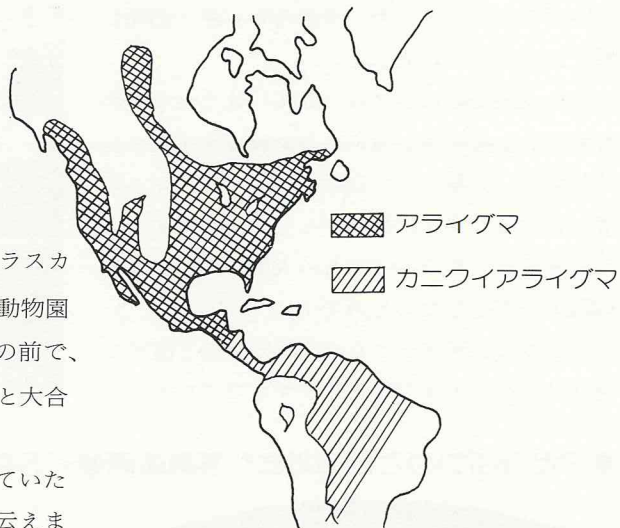 アライグマ
カニクイアライグマ
ラスカ
動物園
の前で、
と大合
ていた
云えま